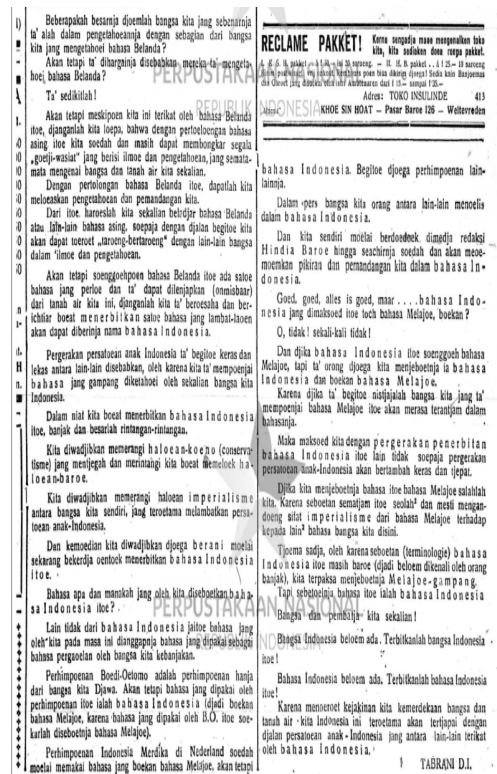 Beberapakah besarnja djoemlah bangsa kita jang sebenarnja
ta' alah dalam pengetahoeannja dengan sebagian dari bangsa
kita jang mengetahoei bahasa Belanda?
Akan tetapi ta' dihargainja disebabkan mereka ta' mengeta-
hoei bahasa Belanda?
Ta' sedikitlah!
Akan tetapi meskipoen kita ini terikat oleh bahasa Belanda
itoe, djanganlah kita loepa, bahwa dengan pertoeloengan bahasa
asing itoe kita soedah dan masih dapat membongkar segala
„goetji-wasiat" jang berisi ilmoe dan pengetahoean, jang semata-
mata mengenai bangsa dan tanah air kita sekalian.
Dengan pertolongan bahasa Belanda itoe, dapatlah kita
meloeaskan pengetahoean dan pemandangan kita.
Dari itoe haroeslah kita sekalian beladjar bahasa Belanda
atau lain-lain bahasa asing, soepaja dengan djalan begitoe kita
akan dapat toeroet „taroeng-bertaroeng" dengan lain-lain bangsa
dalam 'ilmoe dan pengetahoean.
Akan tetapi soenggoehpoen bahasa Belanda itoe ada satoe
bahasa jang perloe dan ta' dapat dilenjapkan (onmisbaar)
dari tanah air kita ini, djanganlah kita ta' beroesaha dan ber-
ichtiar boeat menerbitkan satoe bahasa jang lambat-laoen
akan dapat diberinja nama bahasa Indonesia.
Pergerakan persatoean anak Indonesia ta' begitoe keras dan
lekas antara lain-lain disebabkan, oleh karena kita ta' mempoenjai
bahasa jang gampang diketahoei oleh sekalian bangsa kita
Indonesia.
Dalam niat kita boeat menerbitkan bahasa Indonesia
itoe, banjak dan besarlah rintangan-rintangan.
Kita diwadjibkan memerangi haloean-koeno (conserva-
tisme) jang mentjegah dan merintangi kita boeat memeloek ha-
loean-baroe.
Kita diwadjibkan memerangi haloean imperialisme
antara bangsa kita sendiri, jang teroetama melambatkan persa-
toean anak-Indonesia.
Dan kemoedian kita diwadjibkan djoega berani moelai
sekarang bekerdja oentoek menerbitkan bahasa Indonesia
itoe.
Bahasa apa dan manakah jang oleh kita diseboetkan baha-
sa Indonesia itoe?
Lain tidak dari bahasa Indonesia jaitoe bahasa jang
oleh kita pada masa ini dianggapnja bahasa jang dipakai sebagai
bahasa pergaoelan oleh bangsa kita kebanjakan.
Perhimpoenan Boedi-Oetomo adalah perhimpoenan hanja
dari bangsa kita Djawa. Akan tetapi bahasa jang dipakai oleh
perhimpoenan itoe ialah bahasa Indonesia (djadi boekan
bahasa Melajoe, karena bahasa jang dipakai oleh B.O. itoe soe-
karlah diseboetnja bahasa Melajoe).
Perhimpoenan Indonesia Merdika di Nederland soedah
moelai memakai bahasa jang boekan bahasa Melajoe, akan tetapi
RECLAME PAKKET!
Kerna sengadja maoe mengenalken toko
kita, kita sediaken doea roepa pakket.
Adres: TOKO INSULINDE 413
KHOE SIN HOAT — Pasar Baroe 126 — Weltevreden
bahasa Indonesia. Begitoe djoega perhimpoenan lain-
lainnja.
Dalam pers bangsa kita orang antara lain-lain menoelis
dalam bahasa Indonesia.
Dan kita sendiri moelai berdoedoek dimedja redaksi
Hindia Baroe hingga seachirnja soedah dan akan meoe-
moemkan pikiran dan pemandangan kita dalam bahasa In-
donesia.
Goed, goed, alles is goed, maar . . . . bahasa Indo-
nesia jang dimaksoed itoe toch bahasa Melajoe, boekan?
O, tidak! sekali-kali tidak!
Dan djika bahasa Indonesia itoe soenggoeh bahasa
Melajoe, tapi ta' orong djoega kita menjeboetnja ia bahasa
Indonesia dan boekan bahasa Melajoe.
Karena djika ta' begitoe nistjajalah bangsa kita jang ta'
mempoenjai bahasa Melajoe itoe akan merasa terantjam dalam
bahasanja.
Maka maksoed kita dengan pergerakan penerbitan
bahasa Indonesia itoe lain tidak soepaja pergerakan
persatoean anak-Indonesia akan bertambah keras dan tjepat.
Djika kita menjeboetnja bahasa itoe bahasa Melajoe salahlah
kita. Karena seboetan sematjam itoe seolah² dan mesti mengan-
doeng sifat imperialisme dari bahasa Melajoe terhadap
kepada lain² bahasa bangsa kita disini.
Tjoema sadja, oleh karena seboetan (terminologie) bahasa
Indonesia itoe masih baroe (djadi beloem dikenali oleh orang
banjak), kita terpaksa menjeboetnja Melajoe-gampang.
Tapi sebetoelnja bahasa itoe ialah bahasa Indonesia
Bangsa dan pembatja kita sekalian!
Bangsa Indonesia beloem ada. Terbitkanlah bangsa Indonesia
itoe!
Bahasa Indonesia beloem ada. Terbitkanlah bahasa Indonesia
itoe!
Karena menoeroet kejakinan kita kemerdekaan bangsa dan
tanah air kita Indonesia ini teroetama akan tertjapai dengan
djalan persatoean anak-Indonesia jang antara lain-lain terikat
oleh bahasa Indonesia.
TABRANI D.I.
PERPUSTAKAAN NASIONAL
REPUBLIK INDONESIA
PERPUSTAKAAN NASIONAL
REPUBLIK INDONESIA